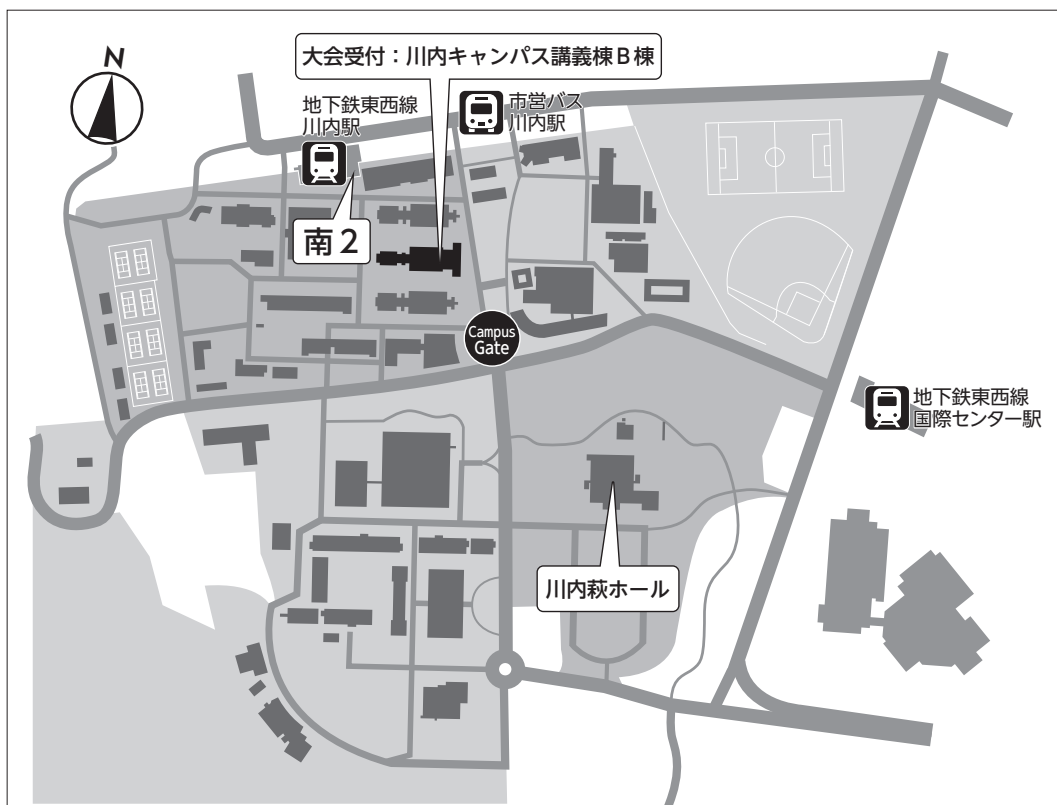 N
大会受付：川内キャンパス講義棟B棟
地下鉄東西線
川内駅
市営バス
川内駅
南2
Campus
Gate
地下鉄東西線
国際センター駅
川内萩ホール